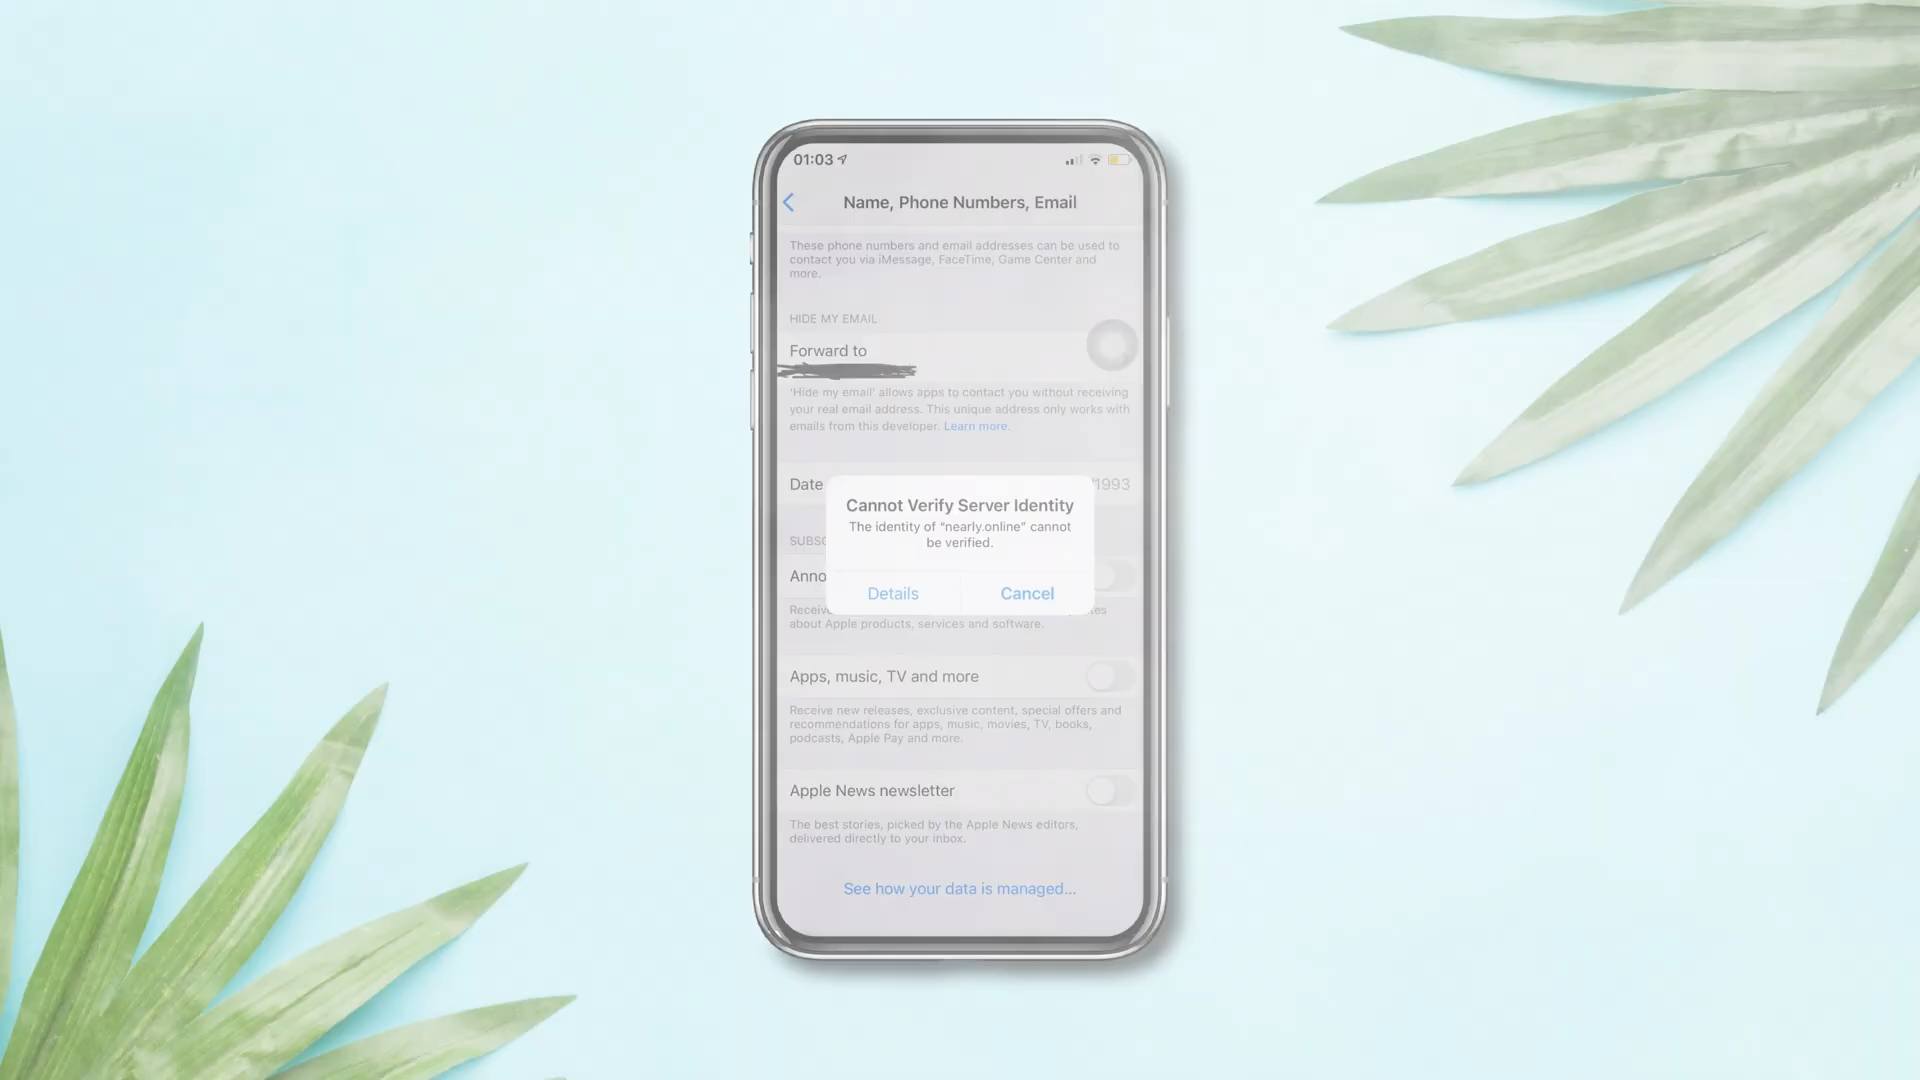 01:03
Name, Phone Numbers, Email
These phone numbers and email addresses can be used to
contact you via iMessage, FaceTime, Game Center and
more.
HIDE MY EMAIL
Forward to
'Hide my email' allows apps to contact you without receiving
your real email address. This unique address only works with
emails from this developer. Learn more.
Date
/1993
Cannot Verify Server Identity
The identity of “nearly.online” cannot
be verified.
Details
Cancel
SUBSC
Anno
Receive
tes
about Apple products, services and software.
Apps, music, TV and more
Receive new releases, exclusive content, special offers and
recommendations for apps, music, movies, TV, books,
podcasts, Apple Pay and more.
Apple News newsletter
The best stories, picked by the Apple News editors,
delivered directly to your inbox.
See how your data is managed...